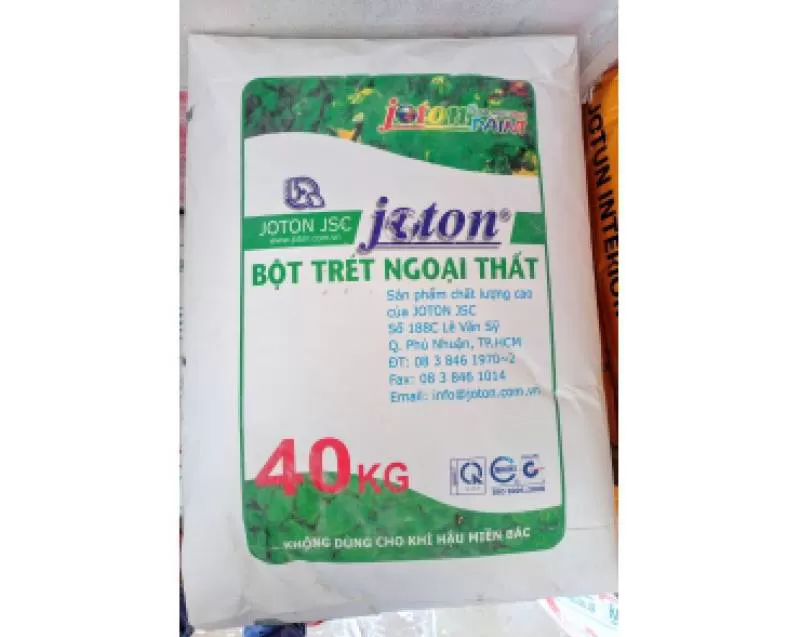 joton
PAINT
JOTON JSC
www.joton.com.vn
joton®
BỘT TRÉT NGOẠI THẤT
Sản phẩm chất lượng cao
của JOTON JSC
Số 188C Lê Văn Sỹ
Q. Phú Nhuận, TP.HCM
ĐT: 08 3 846 1970~2
Fax: 08 3 846 1014
Email: info@joton.com.vn
40KG
Q
KHÔNG DÙNG CHO KHÍ HẬU MIỀN BẮC
JOTUN INTERIOR